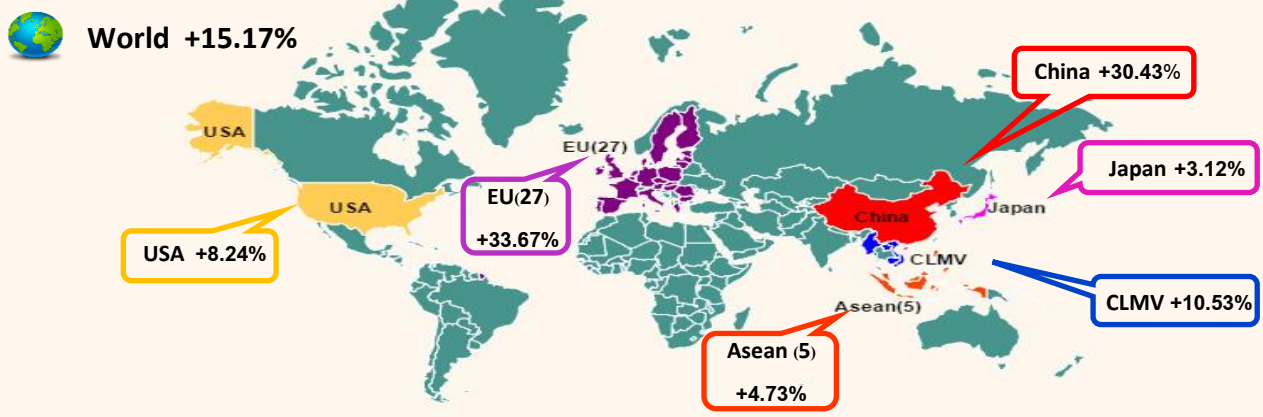 World +15.17%
China +30.43%
USA
EU(27)
Japan +3.12%
EU(27)
+33.67%
USA
China
Japan
USA +8.24%
CLMV
CLMV +10.53%
Asean(5)
Asean (5)
+4.73%